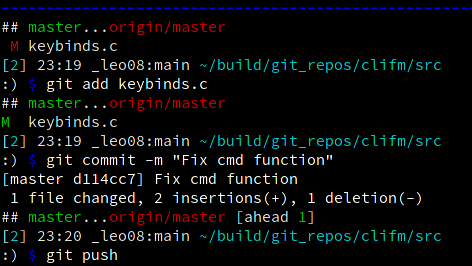 ## master...origin/master
 M keybinds.c
[2] 23:19 _leo08:main ~/build/git_repos/clifm/src
:) $ git add keybinds.c
## master...origin/master
M  keybinds.c
[2] 23:19 _leo08:main ~/build/git_repos/clifm/src
:) $ git commit -m "Fix cmd function"
[master d114cc7] Fix cmd function
 1 file changed, 2 insertions(+), 1 deletion(-)
## master...origin/master [ahead 1]
[2] 23:20 _leo08:main ~/build/git_repos/clifm/src
:) $ git push